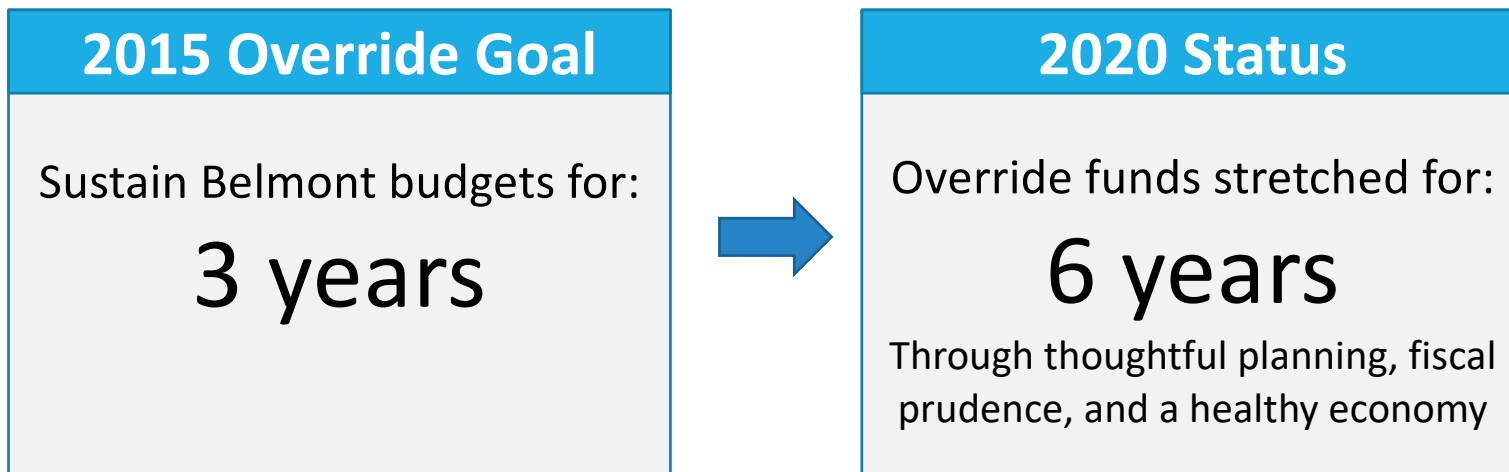 2015 Override Goal
Sustain Belmont budgets for:
3 years
2020 Status
Override funds stretched for:
6 years
Through thoughtful planning, fiscal
prudence, and a healthy economy